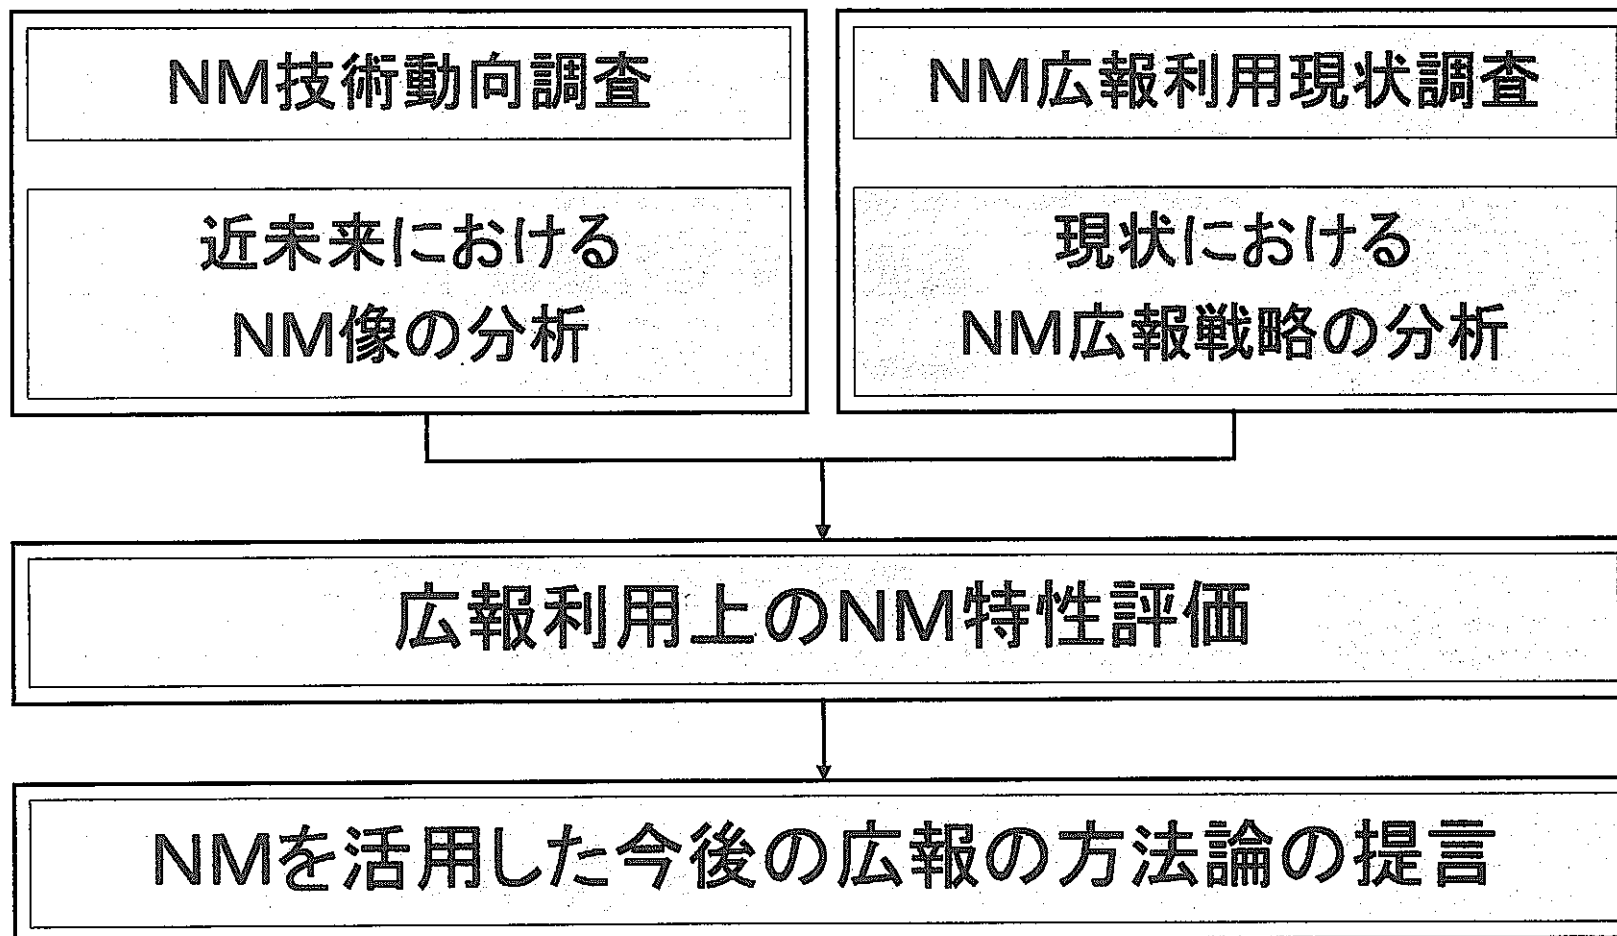 NM技術動向調査
近未来における
NM像の分析
NM広報利用現状調査
現状における
NM広報戦略の分析
広報利用上のNM特性評価
NMを活用した今後の広報の方法論の提言